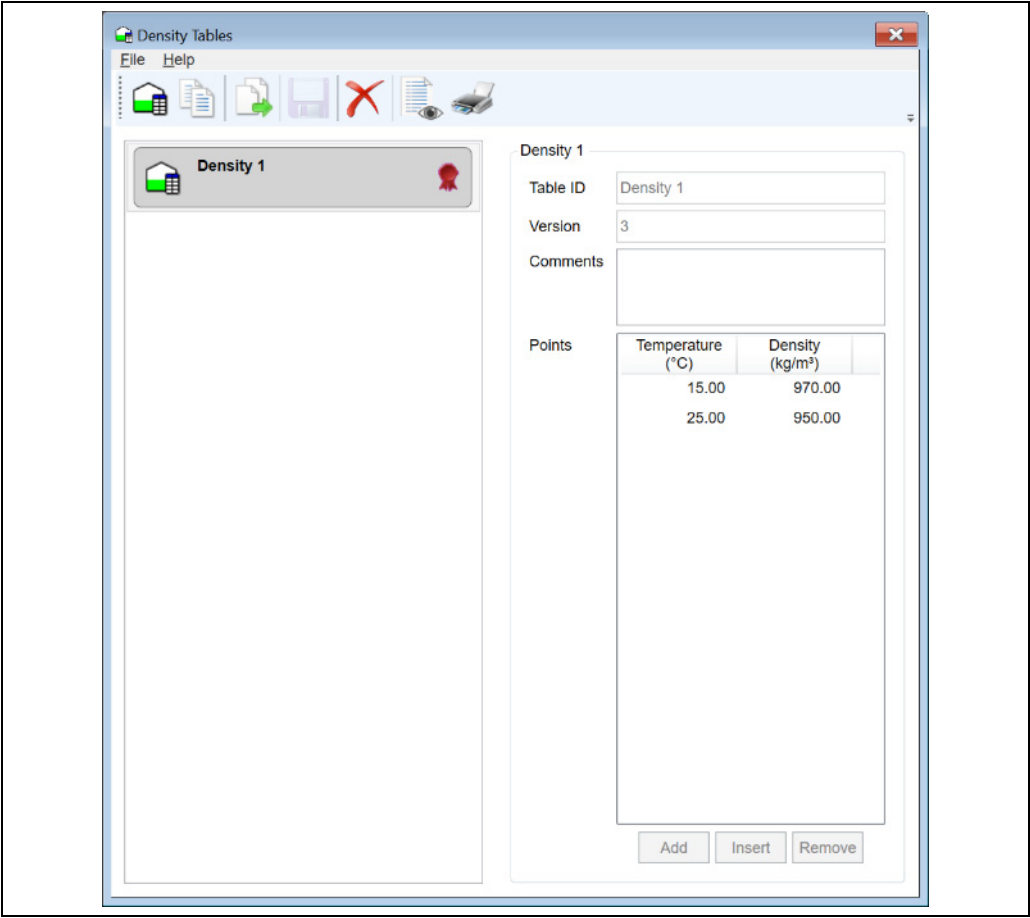 Density Tables
File Help
Density 1
Density 1
Table ID Density 1
Version 3
Comments
Points Temperature Density
(°C) (kg/m³)
15.00 970.00
25.00 950.00
Add Insert Remove